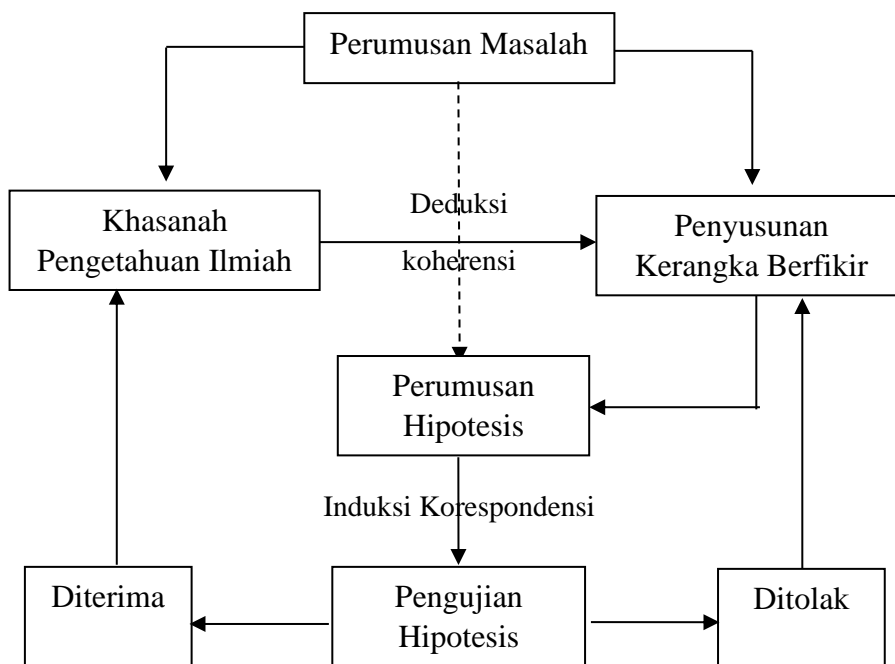 Perumusan Masalah
Khasanah
Pengetahuan Ilmiah
Deduksi
koherensi
Penyusunan
Kerangka Berfikir
Perumusan
Hipotesis
Induksi Korespondensi
Diterima
Pengujian
Hipotesis
Ditolak